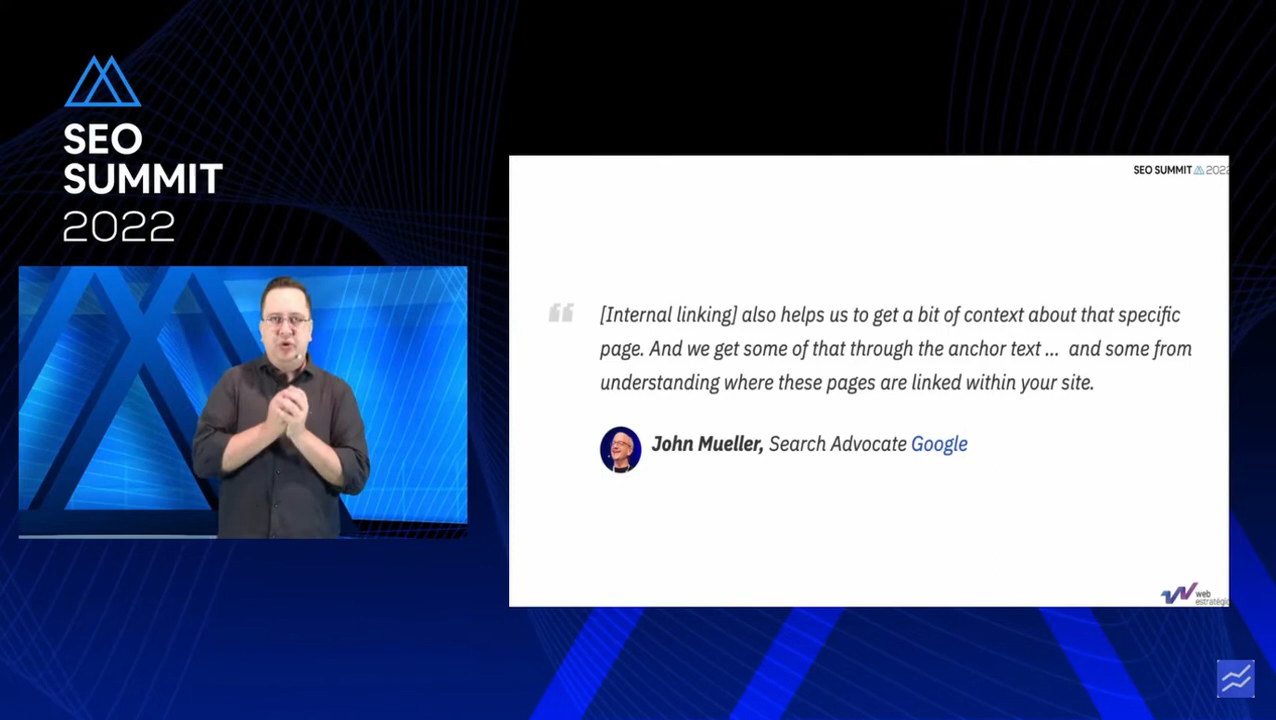 SEO
SUMMIT
2022
SEO SUMMIT 2022
[Internal linking] also helps us to get a bit of context about that specific
page. And we get some of that through the anchor text ... and some from
understanding where these pages are linked within your site.
John Mueller, Search Advocate Google
web
estratégic